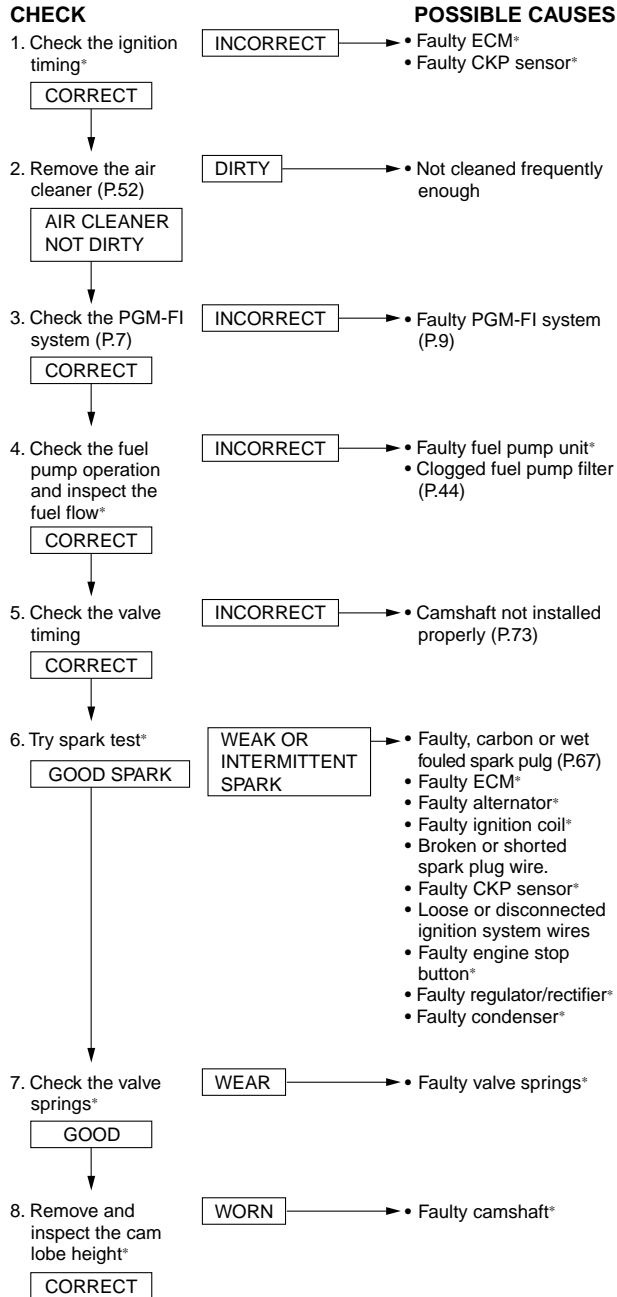 CHECK
POSSIBLE CAUSES
1. Check the ignition
timing*
INCORRECT
• Faulty ECM*
• Faulty CKP sensor*
CORRECT
2. Remove the air
cleaner (P.52)
DIRTY
• Not cleaned frequently
enough
AIR CLEANER
NOT DIRTY
3. Check the PGM-FI
system (P.7)
INCORRECT
• Faulty PGM-FI system
(P.9)
CORRECT
4. Check the fuel
pump operation
and inspect the
fuel flow*
INCORRECT
• Faulty fuel pump unit*
• Clogged fuel pump filter
(P.44)
CORRECT
5. Check the valve
timing
INCORRECT
• Camshaft not installed
properly (P.73)
CORRECT
6. Try spark test*
WEAK OR
INTERMITTENT
SPARK
• Faulty, carbon or wet
fouled spark pulg (P.67)
• Faulty ECM*
• Faulty alternator*
• Faulty ignition coil*
• Broken or shorted
spark plug wire.
• Faulty CKP sensor*
• Loose or disconnected
ignition system wires
• Faulty engine stop
button*
• Faulty regulator/rectifier*
• Faulty condenser*
GOOD SPARK
7. Check the valve
springs*
WEAR
• Faulty valve springs*
GOOD
8. Remove and
inspect the cam
lobe height*
WORN
• Faulty camshaft*
CORRECT